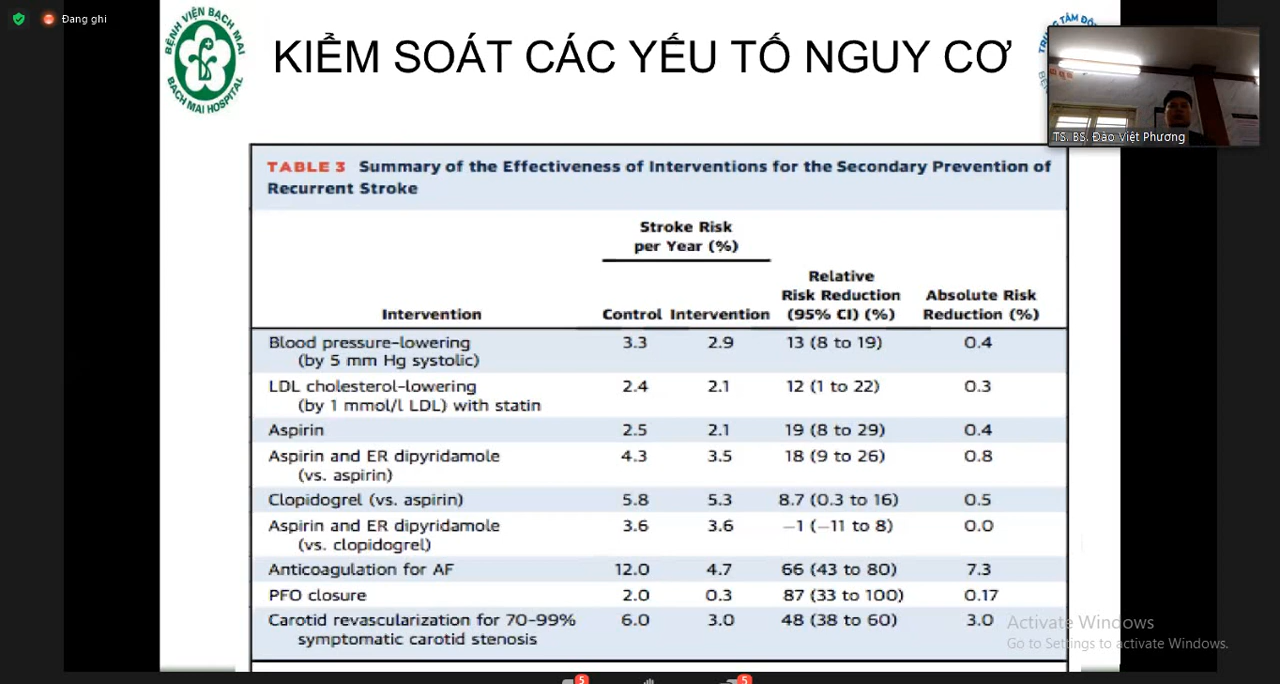 Đang ghi
BỆNH VIỆN BẠCH MAI
BACH MAI HOSPITAL
KIỂM SOÁT CÁC YẾU TỐ NGUY CƠ
TRUNG TÂM
TS. BS. Đào Việt Phương
TABLE 3 Summary of the Effectiveness of Interventions for the Secondary Prevention of
Recurrent Stroke
Stroke Risk
per Year (%)
Relative
Risk Reduction Absolute Risk
Intervention Control Intervention (95% CI) (%) Reduction (%)
Blood pressure-lowering 3.3 2.9 13 (8 to 19) 0.4
(by 5 mm Hg systolic)
LDL cholesterol-lowering 2.4 2.1 12 (1 to 22) 0.3
(by 1 mmol/l LDL) with statin
Aspirin 2.5 2.1 19 (8 to 29) 0.4
Aspirin and ER dipyridamole 4.3 3.5 18 (9 to 26) 0.8
(vs. aspirin)
Clopidogrel (vs. aspirin) 5.8 5.3 8.7 (0.3 to 16) 0.5
Aspirin and ER dipyridamole 3.6 3.6 −1 (−11 to 8) 0.0
(vs. clopidogrel)
Anticoagulation for AF 12.0 4.7 66 (43 to 80) 7.3
PFO closure 2.0 0.3 87 (33 to 100) 0.17
Carotid revascularization for 70-99% 6.0 3.0 48 (38 to 60) 3.0
symptomatic carotid stenosis
Activate Windows
Go to Settings to activate Windows.
5
5